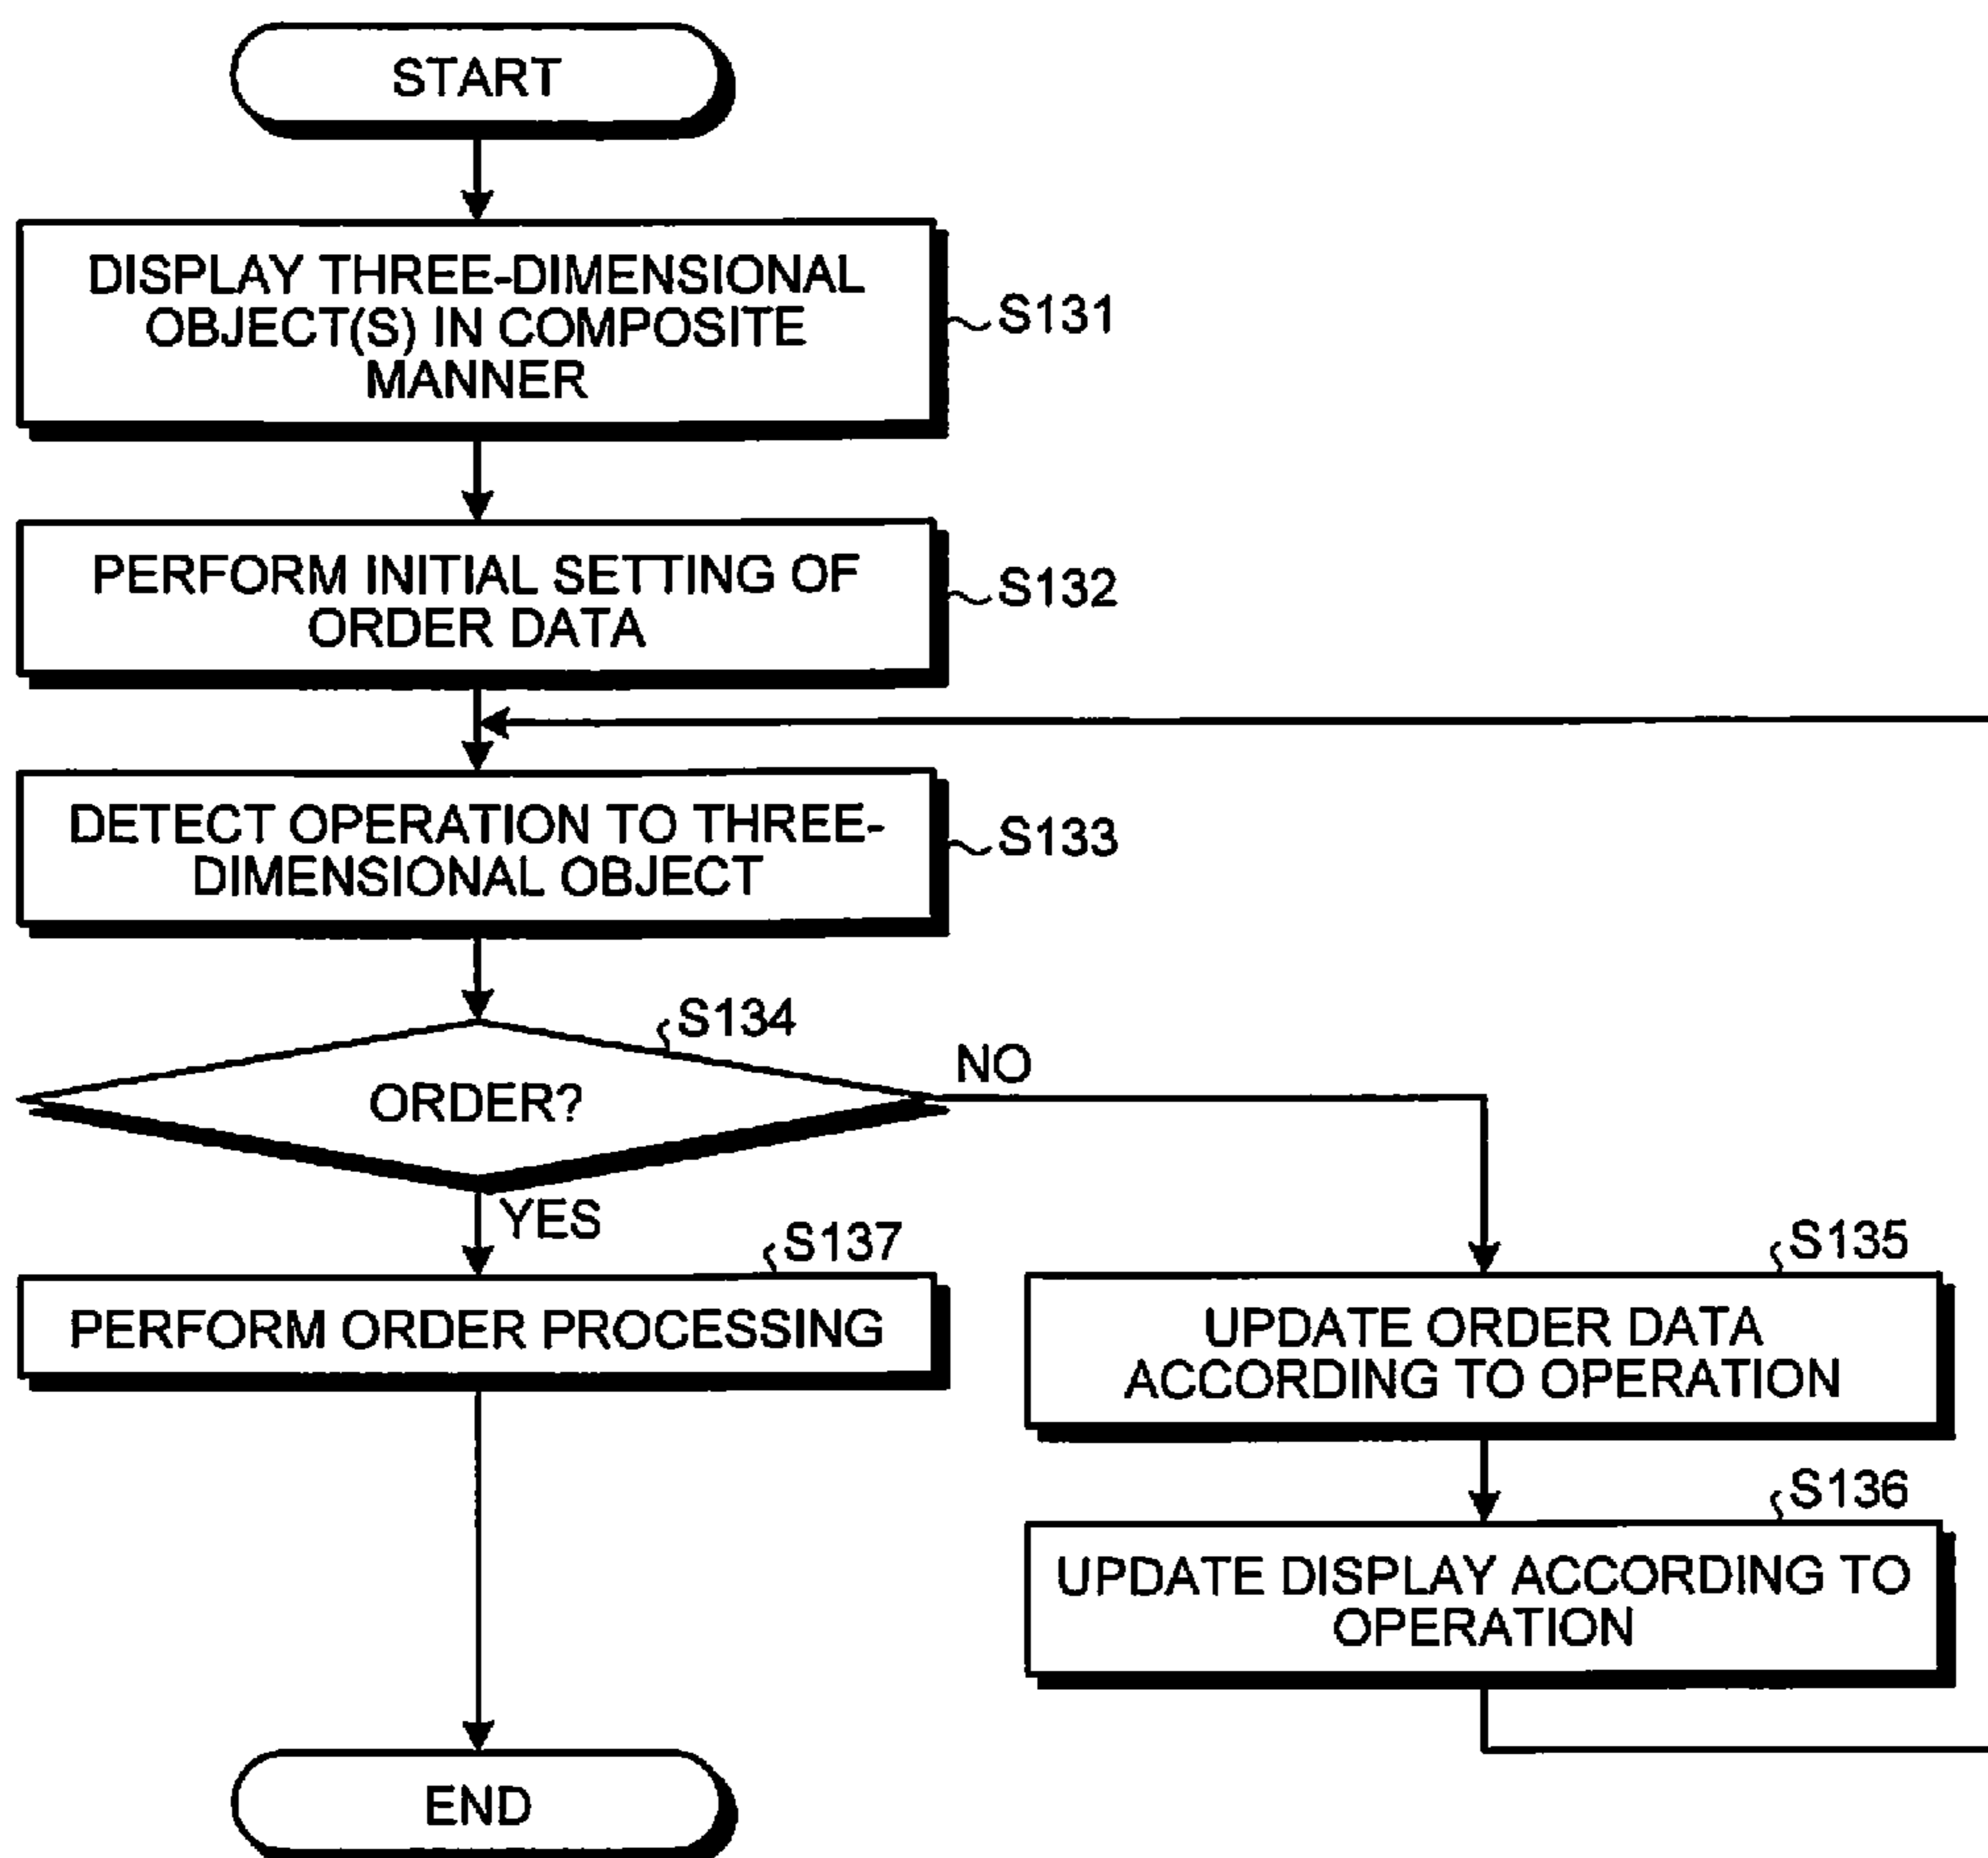 START
DISPLAY THREE-DIMENSIONAL
OBJECT(S) IN COMPOSITE
MANNER
S131
PERFORM INITIAL SETTING OF
ORDER DATA
S132
DETECT OPERATION TO THREE-
DIMENSIONAL OBJECT
S133
S134
ORDER?
NO
YES
S137
PERFORM ORDER PROCESSING
S135
UPDATE ORDER DATA
ACCORDING TO OPERATION
S136
UPDATE DISPLAY ACCORDING TO
OPERATION
END